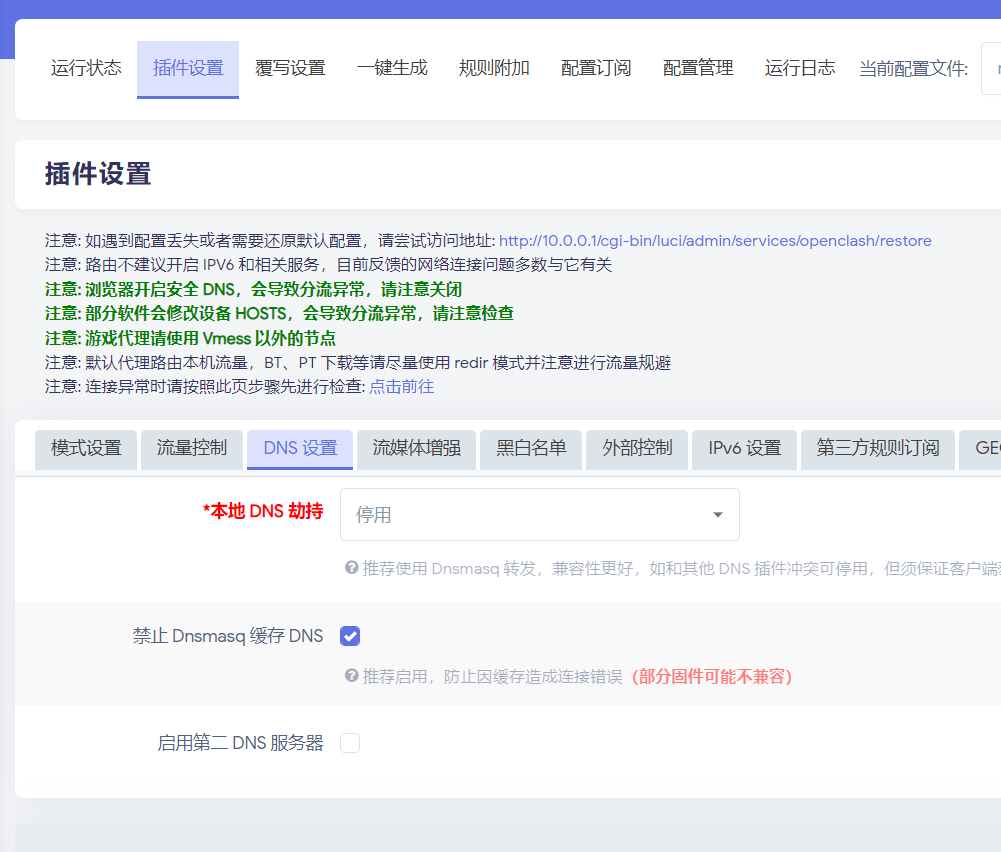 运行状态 插件设置 覆写设置 一键生成 规则附加 配置订阅 配置管理 运行日志 当前配置文件:
插件设置
注意: 如遇到配置丢失或者需要还原默认配置，请尝试访问地址: http://10.0.0.1/cgi-bin/luci/admin/services/openclash/restore
注意: 路由不建议开启 IPV6 和相关服务，目前反馈的网络连接问题多数与它有关
注意: 浏览器开启安全 DNS，会导致分流异常，请注意关闭
注意: 部分软件会修改设备 HOSTS，会导致分流异常，请注意检查
注意: 游戏代理请使用 Vmess 以外的节点
注意: 默认代理路由本机流量，BT、PT 下载等请尽量使用 redir 模式并注意进行流量规避
注意: 连接异常时请按照此页步骤先进行检查: 点击前往
模式设置 流量控制 DNS 设置 流媒体增强 黑白名单 外部控制 IPv6 设置 第三方规则订阅
*本地 DNS 劫持 停用
推荐使用 Dnsmasq 转发，兼容性更好，如和其他 DNS 插件冲突可停用，但须保证客户端
禁止 Dnsmasq 缓存 DNS
推荐启用，防止因缓存造成连接错误（部分固件可能不兼容）
启用第二 DNS 服务器